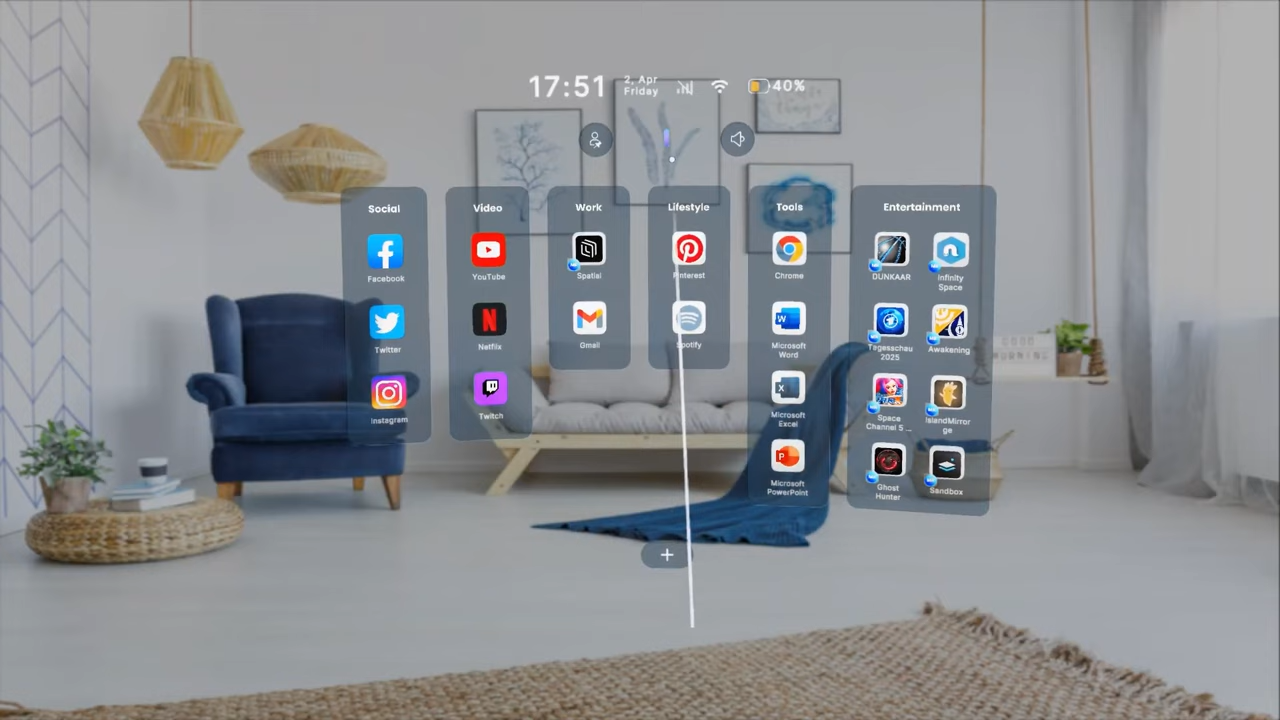 17:51
2, Apr
Friday
40%
Social
Facebook
Twitter
Instagram
Video
YouTube
Netflix
Twitch
Work
Spatial
Gmail
Lifestyle
Pinterest
Spotify
Tools
Chrome
Microsoft
Word
Microsoft
Excel
Microsoft
PowerPoint
Entertainment
DUNKAAR
Infinity
Space
Tagesschau
2025
Awakening
Space
Channel 5 ...
IslandMirror
ge
Ghost
Hunter
Sandbox